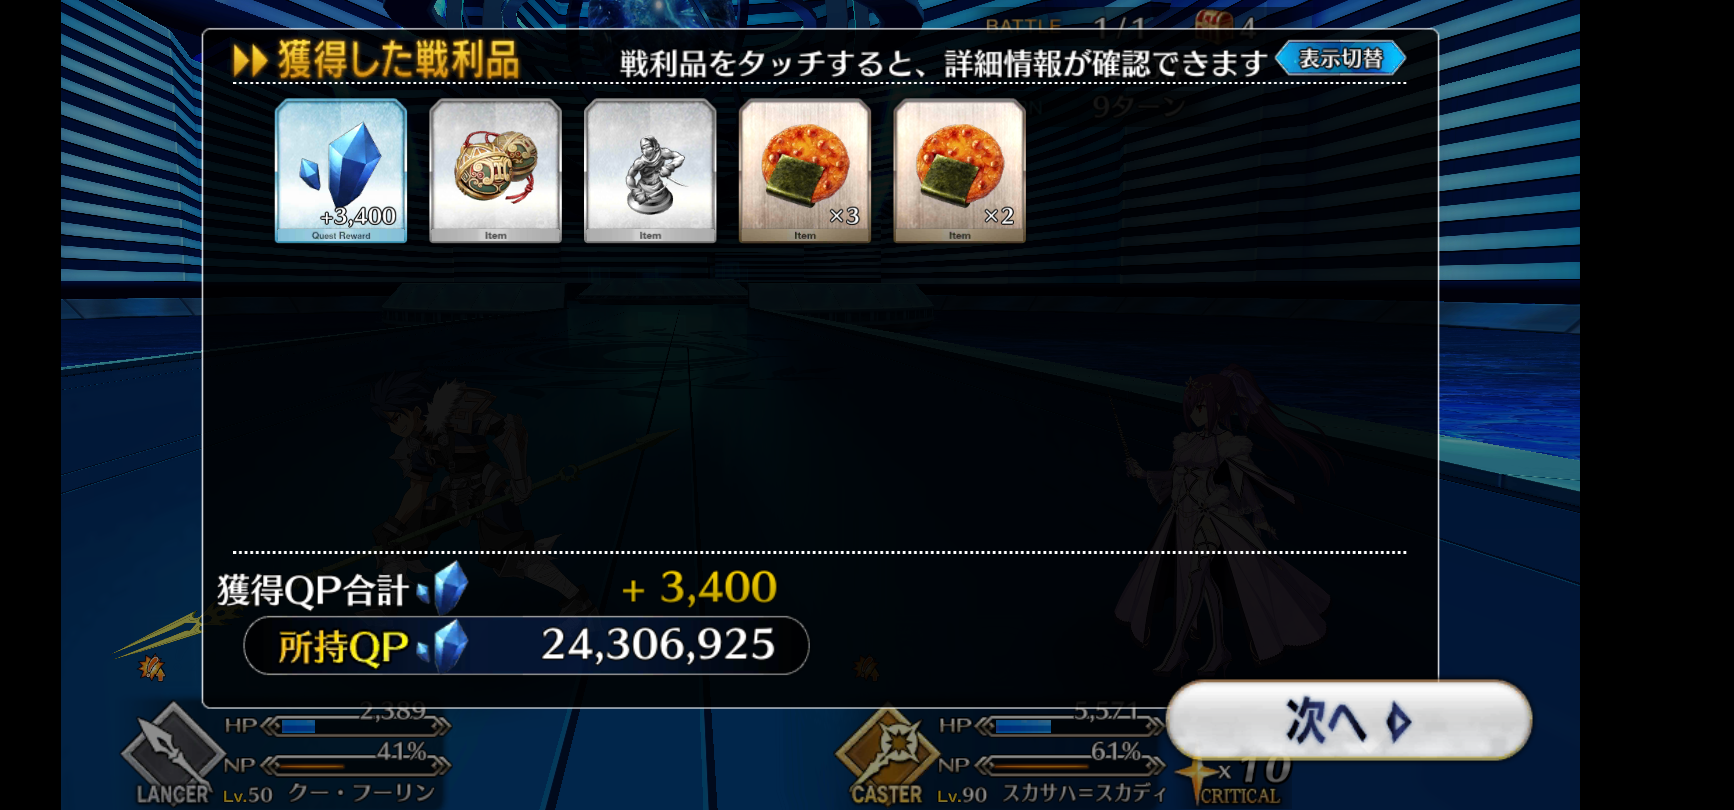 BATTLE 1/1 4
獲得した戦利品
戦利品をタッチすると、詳細情報が確認できます
表示切替
9ターン
+3,400
Quest Reward
Item
Item
×3
Item
×2
Item
獲得QP合計 + 3,400
所持QP 24,306,925
次へ
HP 2,389
NP 41%
LANCER Lv.50 クー・フーリン
HP 5,571
NP 61%
CASTER Lv.90 スカサハ=スカディ
x 10
CRITICAL